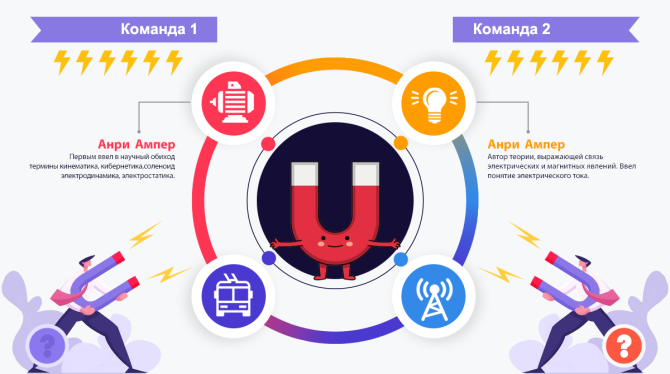 Команда 1
Команда 2
Анри Ампер
Первым ввел в научный обиход
термины кинематика, кибернетика,соленоид
электродинамика, электростатика.
Анри Ампер
Автор теории, выражающей связь
электрических и магнитных явлений. Ввел
понятие электрического тока.
?
?